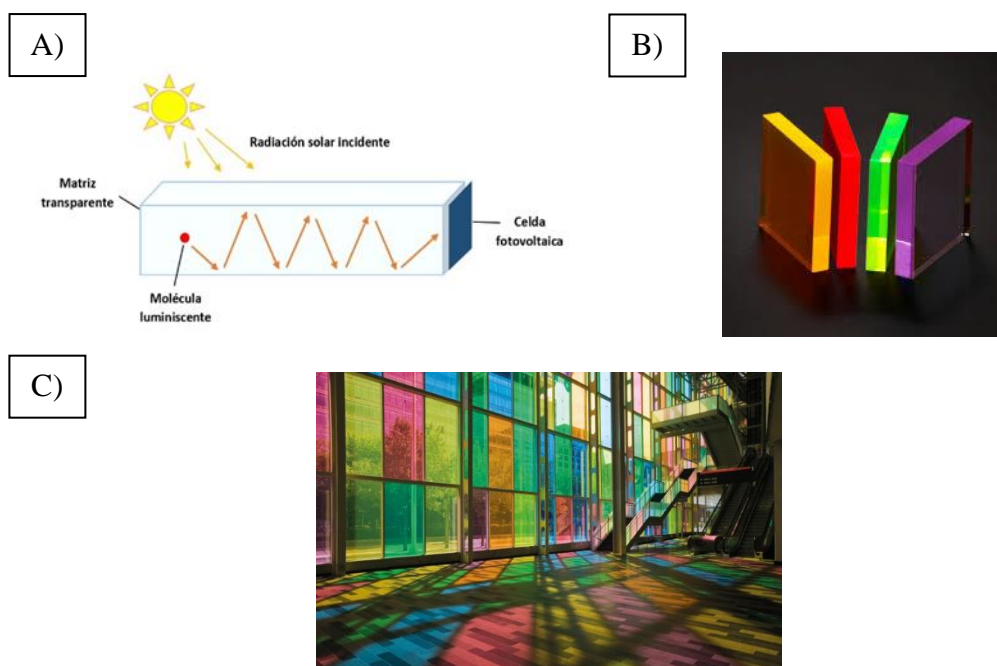 A)
B)
Radiación solar incidente
Matriz
transparente
Celda
fotovoltaica
Molécula
luminiscente
C)